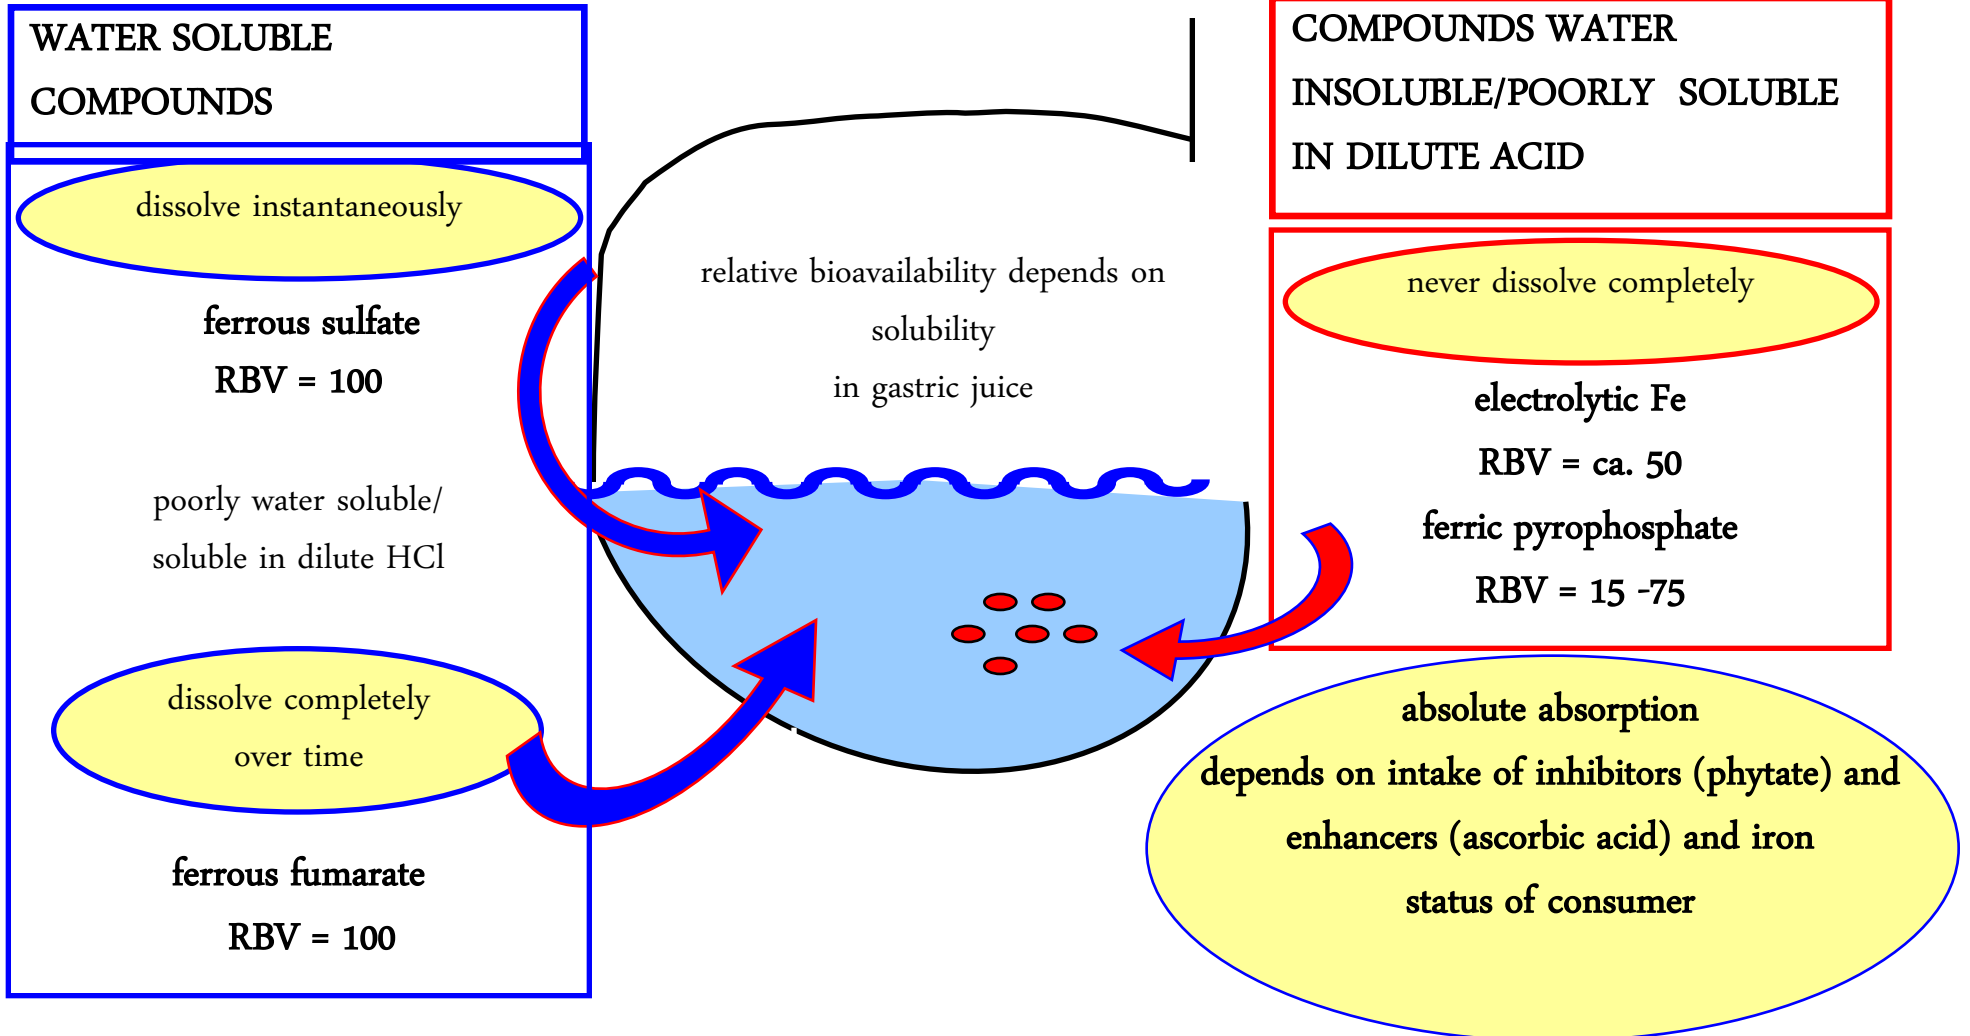 WATER SOLUBLE
COMPOUNDS
dissolve instantaneously
ferrous sulfate
RBV = 100
poorly water soluble/
soluble in dilute HCl
dissolve completely
over time
ferrous fumarate
RBV = 100
relative bioavailability depends on
solubility
in gastric juice
COMPOUNDS WATER
INSOLUBLE/POORLY SOLUBLE
IN DILUTE ACID
never dissolve completely
electrolytic Fe
RBV = ca. 50
ferric pyrophosphate
RBV = 15 -75
absolute absorption
depends on intake of inhibitors (phytate) and
enhancers (ascorbic acid) and iron
status of consumer